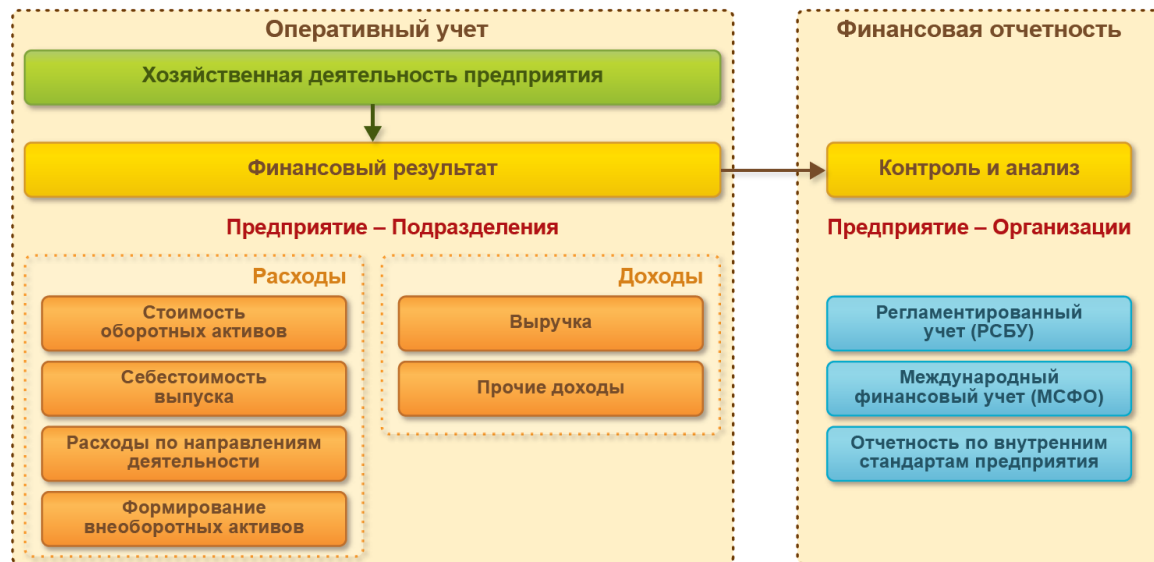 Оперативный учет
Хозяйственная деятельность предприятия
Финансовый результат
Предприятие – Подразделения
Расходы
Стоимость
оборотных активов
Себестоимость
выпуска
Расходы по направлениям
деятельности
Формирование
внеоборотных активов
Доходы
Выручка
Прочие доходы
Финансовая отчетность
Контроль и анализ
Предприятие – Организации
Регламентированный
учет (РСБУ)
Международный
финансовый учет (МСФО)
Отчетность по внутренним
стандартам предприятия